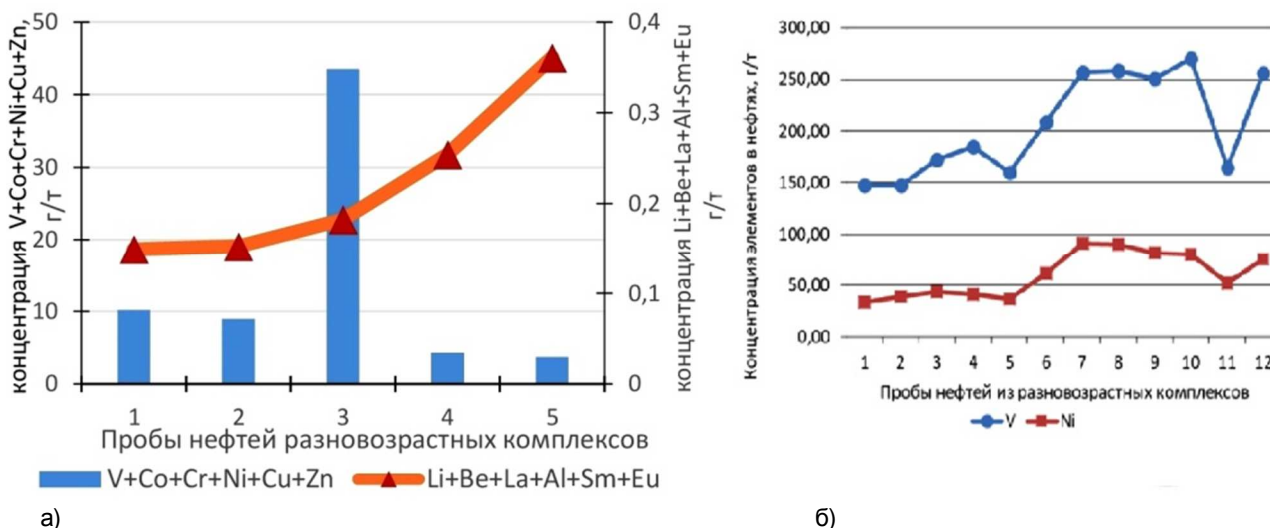 концентрация V+Co+Cr+Ni+Cu+Zn,
г/т
50
40
30
20
10
0
0,4
0,3
0,2
0,1
0
концентрация Li+Be+La+Al+Sm+Eu
г/т
1 2 3 4 5
Пробы нефтей разновозрастных комплексов
V+Co+Cr+Ni+Cu+Zn Li+Be+La+Al+Sm+Eu
а)
Концентрация элементов в нефтях, г/т
300,00
250,00
200,00
150,00
100,00
50,00
0,00
1 2 3 4 5 6 7 8 9 10 11 12
Пробы нефтей из разновозрастных комплексов
V Ni
б)